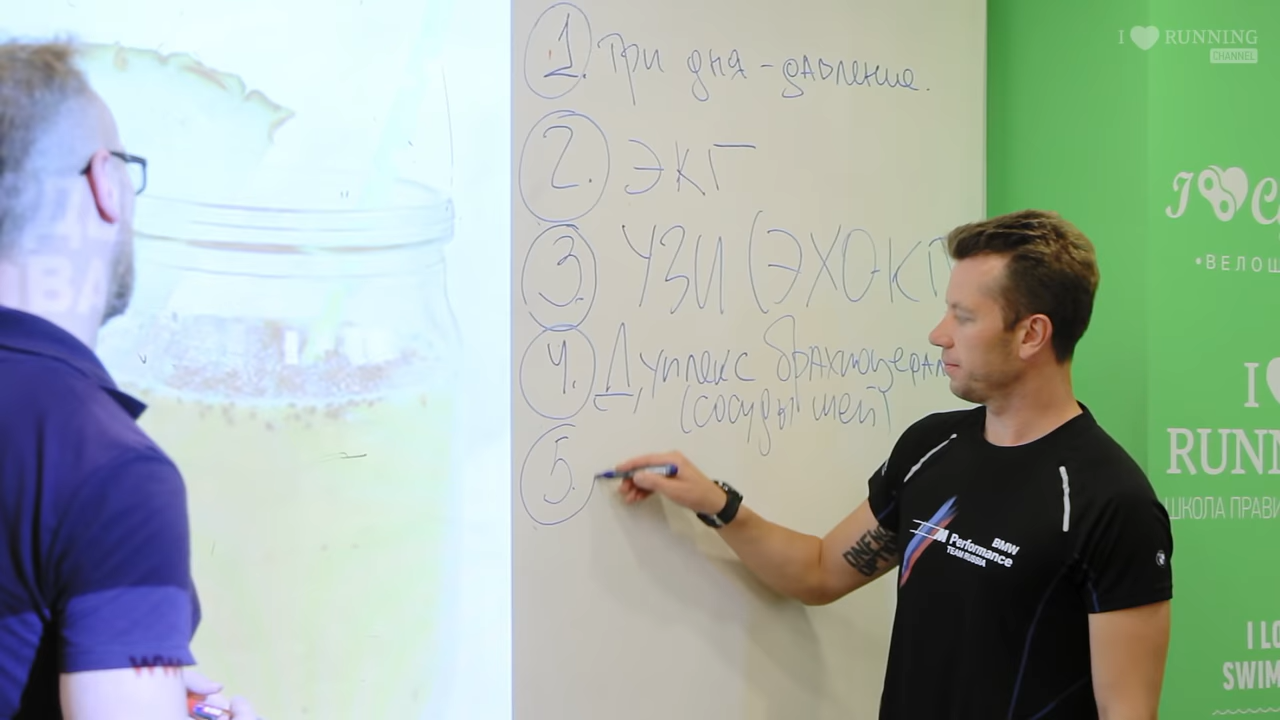 1. Три дня - давление.
2. ЭКГ
3. УЗИ (ЭХОКГ
4. Дуплекс брахиоцефал
(сосуды шеи)
5.
I RUNNING
CHANNEL
I C
•ВЕЛОШ
I
RUNN
ШКОЛА ПРАВИ
I LO
SWIM
BMW
M Performance
TEAM RUSSIA